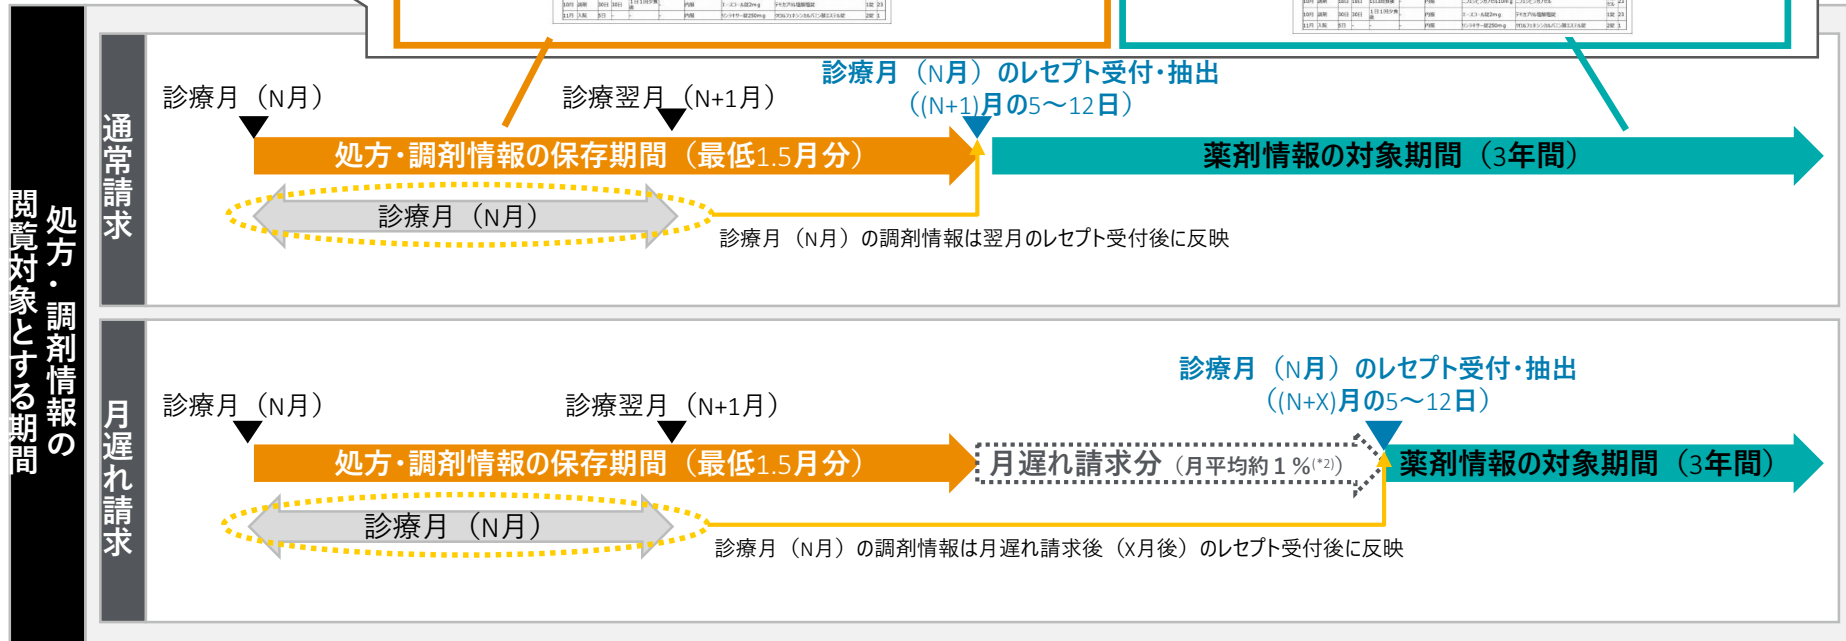 処方・調剤情報の
閲覧対象とする期間
通常請求
診療月（N月）
診療翌月（N+1月）
診療月（N月）のレセプト受付・抽出
（(N+1)月の5～12日）
処方・調剤情報の保存期間（最低1.5月分）
薬剤情報の対象期間（3年間）
診療月（N月）
診療月（N月）の調剤情報は翌月のレセプト受付後に反映
月遅れ請求
診療月（N月）
診療翌月（N+1月）
診療月（N月）のレセプト受付・抽出
（(N+X)月の5～12日）
処方・調剤情報の保存期間（最低1.5月分）
月遅れ請求分（月平均約１％(*2)）
薬剤情報の対象期間（3年間）
診療月（N月）
診療月（N月）の調剤情報は月遅れ請求後（X月後）のレセプト受付後に反映